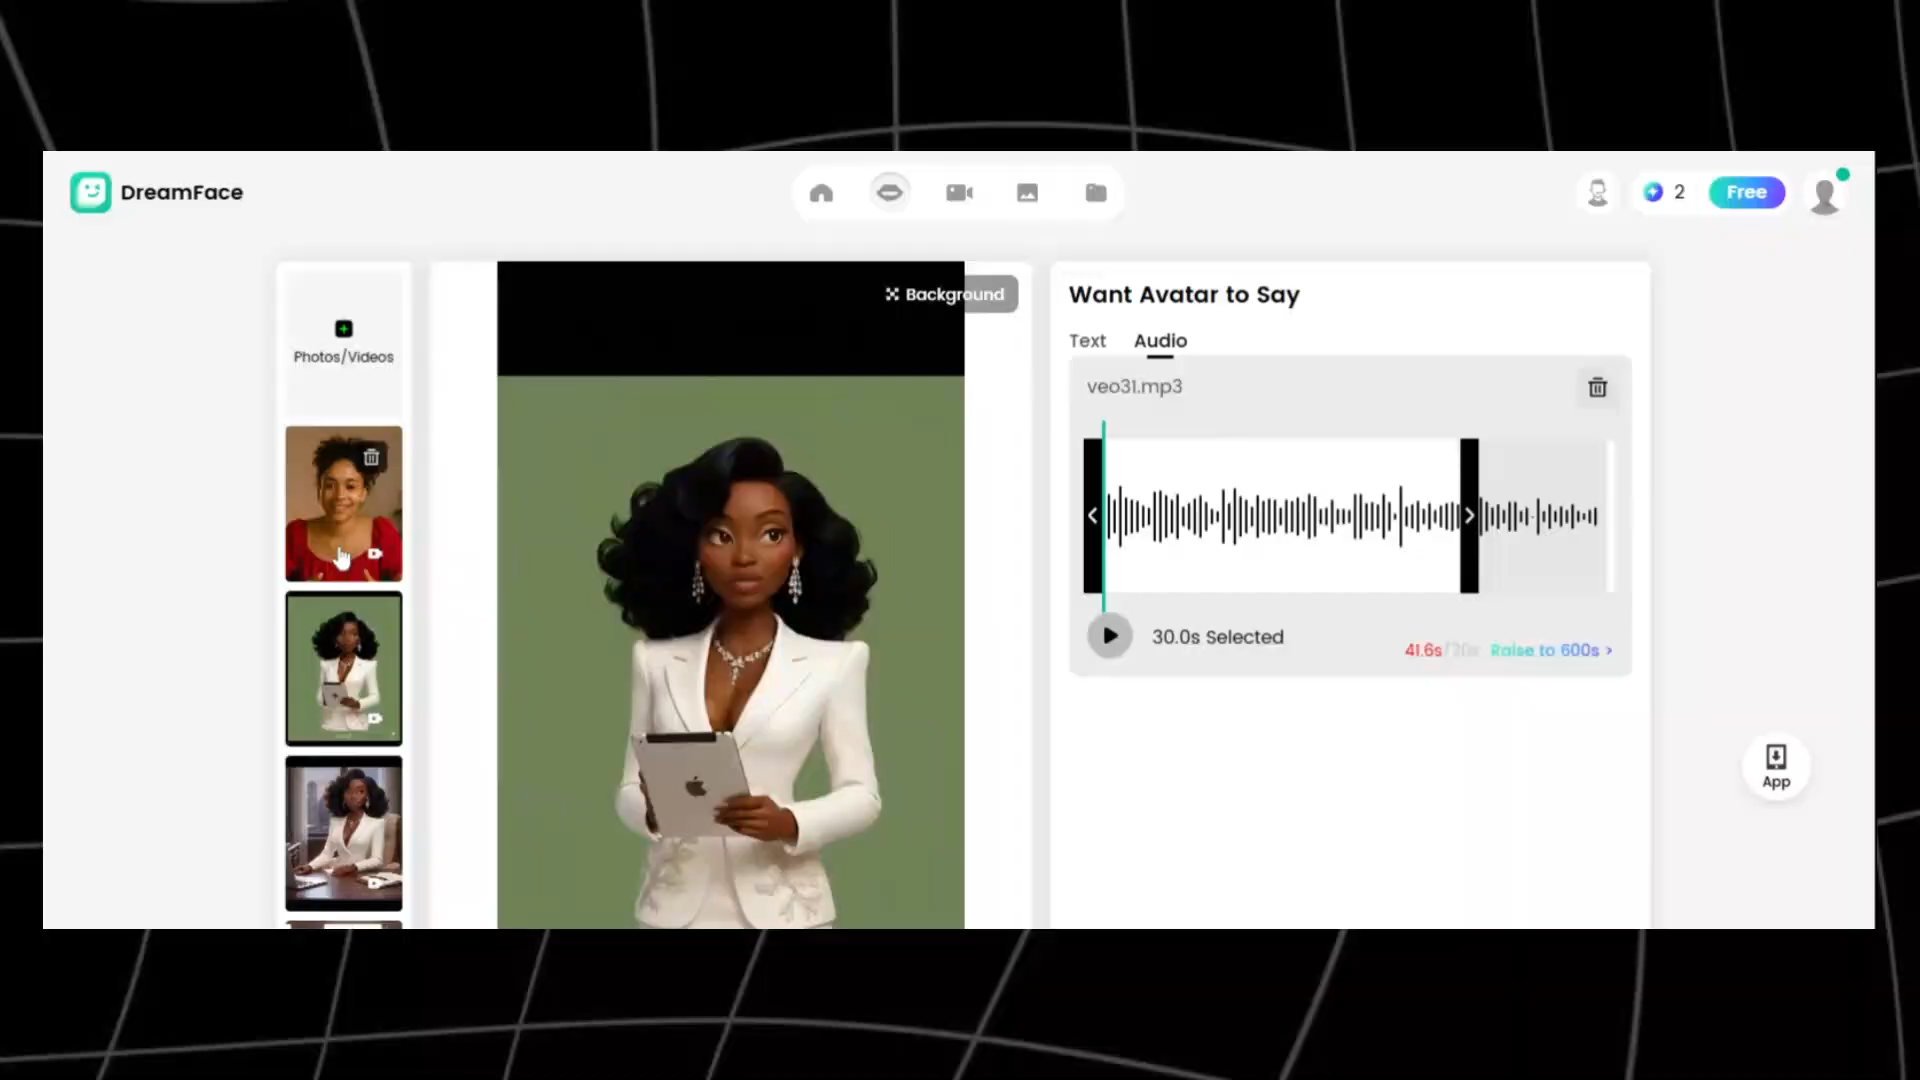 DreamFace
2
Free
Photos/Videos
Background
Want Avatar to Say
Text
Audio
veo31.mp3
30.0s Selected
41.6s
Raise to 600s >
App